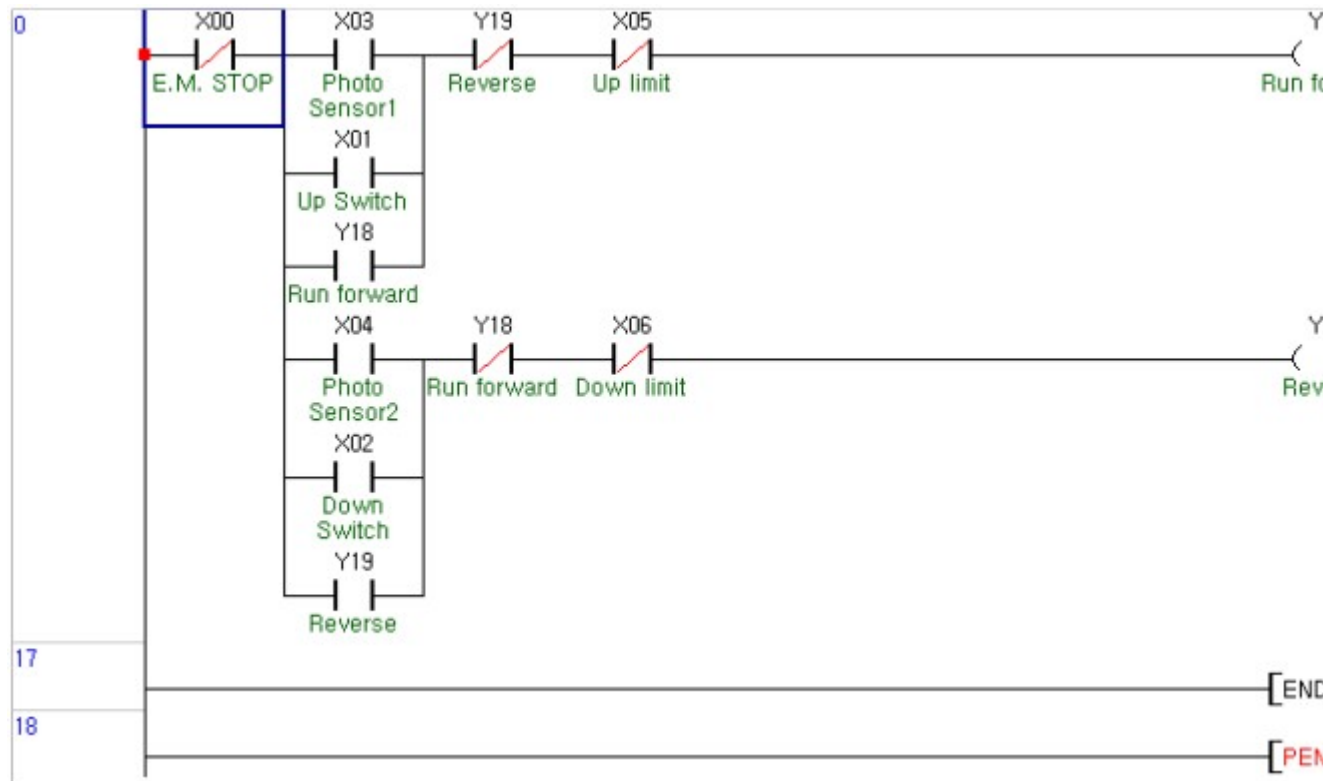 0
X00 X03 Y19 X05 Y
E.M. STOP Photo Sensor1 Reverse Up limit Run fo
X01
Up Switch
Y18
Run forward
X04 Y18 X06 Y
Photo Sensor2 Run forward Down limit Rev
X02
Down
Switch
Y19
Reverse
17
END
18
PEN